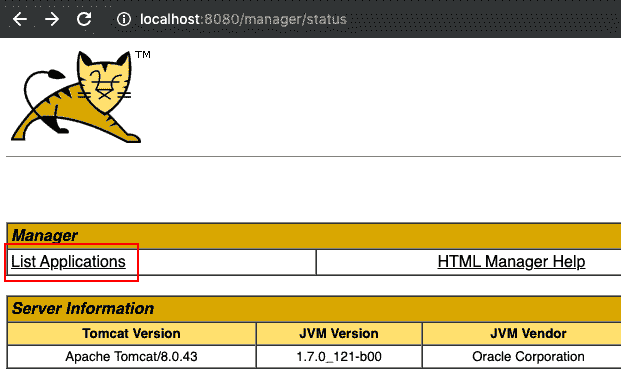 localhost:8080/manager/status
TM
Manager
List Applications HTML Manager Help
Server Information
Tomcat Version JVM Version JVM Vendor
Apache Tomcat/8.0.43 1.7.0_121-b00 Oracle Corporation